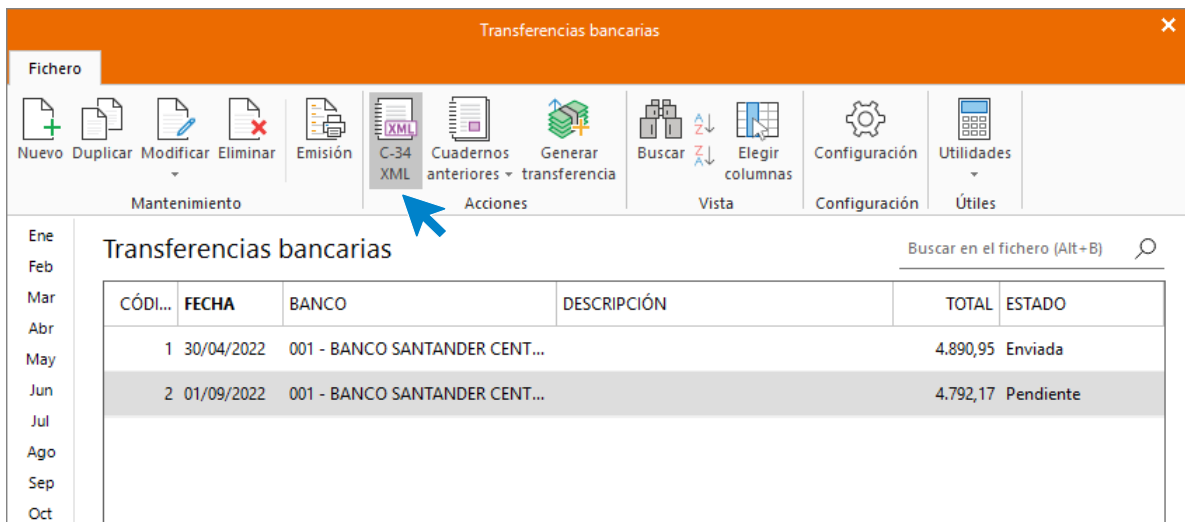 Transferencias bancarias
Fichero
Nuevo Duplicar Modificar Eliminar Emisión C-34 Cuadernos Generar Buscar Elegir Configuración Utilidades
XML anteriores transferencia columnas
Mantenimiento Acciones Vista Configuración Útiles
Transferencias bancarias Buscar en el fichero (Alt+B)
CÓDI... FECHA BANCO DESCRIPCIÓN TOTAL ESTADO
1 30/04/2022 001 - BANCO SANTANDER CENT... 4.890,95 Enviada
2 01/09/2022 001 - BANCO SANTANDER CENT... 4.792,17 Pendiente
Ene
Feb
Mar
Abr
May
Jun
Jul
Ago
Sep
Oct
XML
A
Z
Z
A